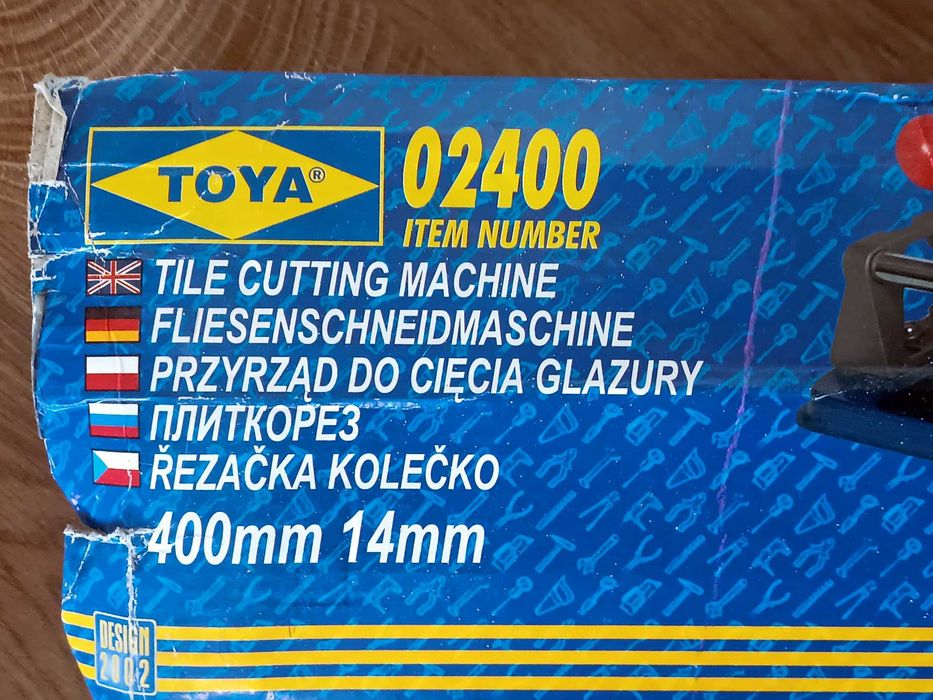 TOYA®
02400
ITEM NUMBER
TILE CUTTING MACHINE
FLIESENSCHNEIDMASCHINE
PRZYRZĄD DO CIĘCIA GLAZURY
ПЛИТКОРЕЗ
ŘEZAČKA KOLEČKO
400mm 14mm
DESIGN
2002